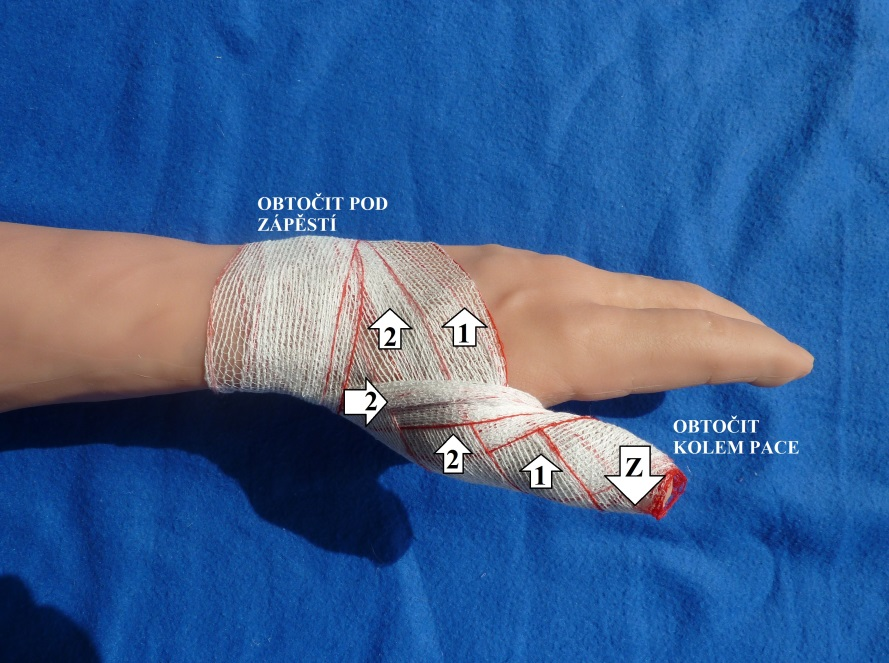 OBTOČIT POD
ZÁPĚSTÍ
2
1
2
OBTOČIT
KOLEM PACE
2
1
Z